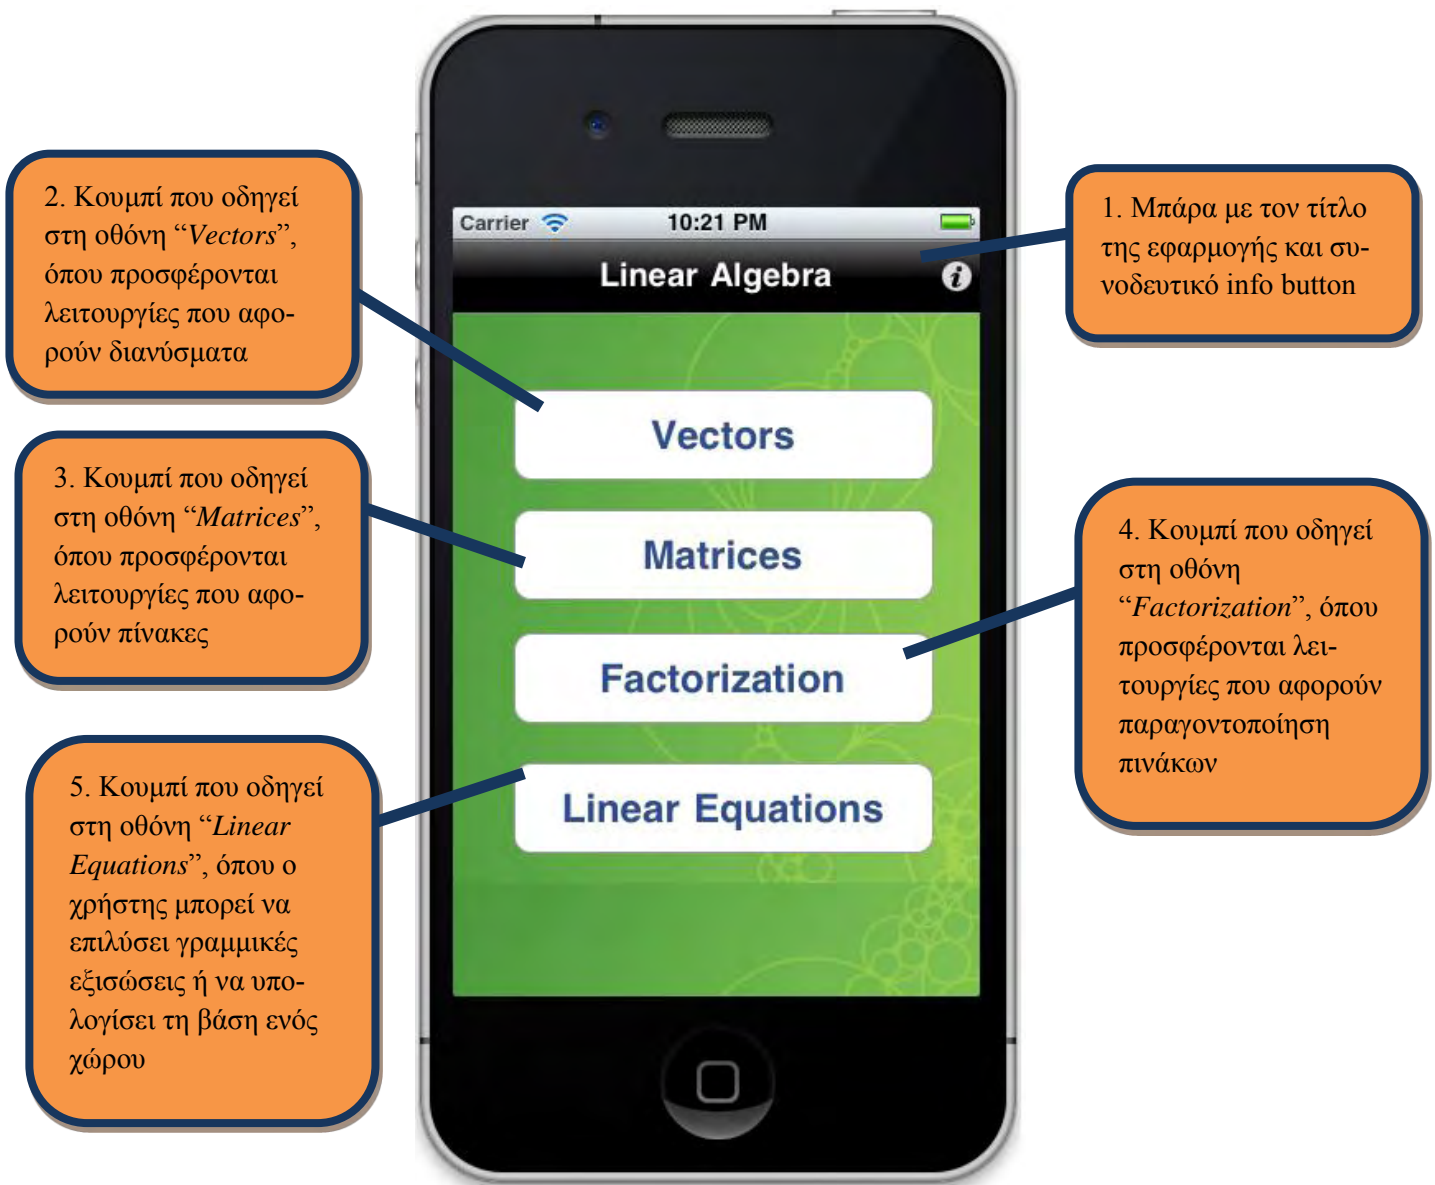 2. Κουμπί που οδηγεί
στη οθόνη “Vectors”,
όπου προσφέρονται
λειτουργίες που αφο-
ρούν διανύσματα
3. Κουμπί που οδηγεί
στη οθόνη “Matrices”,
όπου προσφέρονται
λειτουργίες που αφο-
ρούν πίνακες
5. Κουμπί που οδηγεί
στη οθόνη “Linear
Equations”, όπου ο
χρήστης μπορεί να
επιλύσει γραμμικές
εξισώσεις ή να υπο-
λογίσει τη βάση ενός
χώρου
Carrier 10:21 PM
Linear Algebra i
Vectors
Matrices
Factorization
Linear Equations
1. Μπάρα με τον τίτλο
της εφαρμογής και συ-
νοδευτικό info button
4. Κουμπί που οδηγεί
στη οθόνη
“Factorization”, όπου
προσφέρονται λει-
τουργίες που αφορούν
παραγοντοποίηση
πινάκων